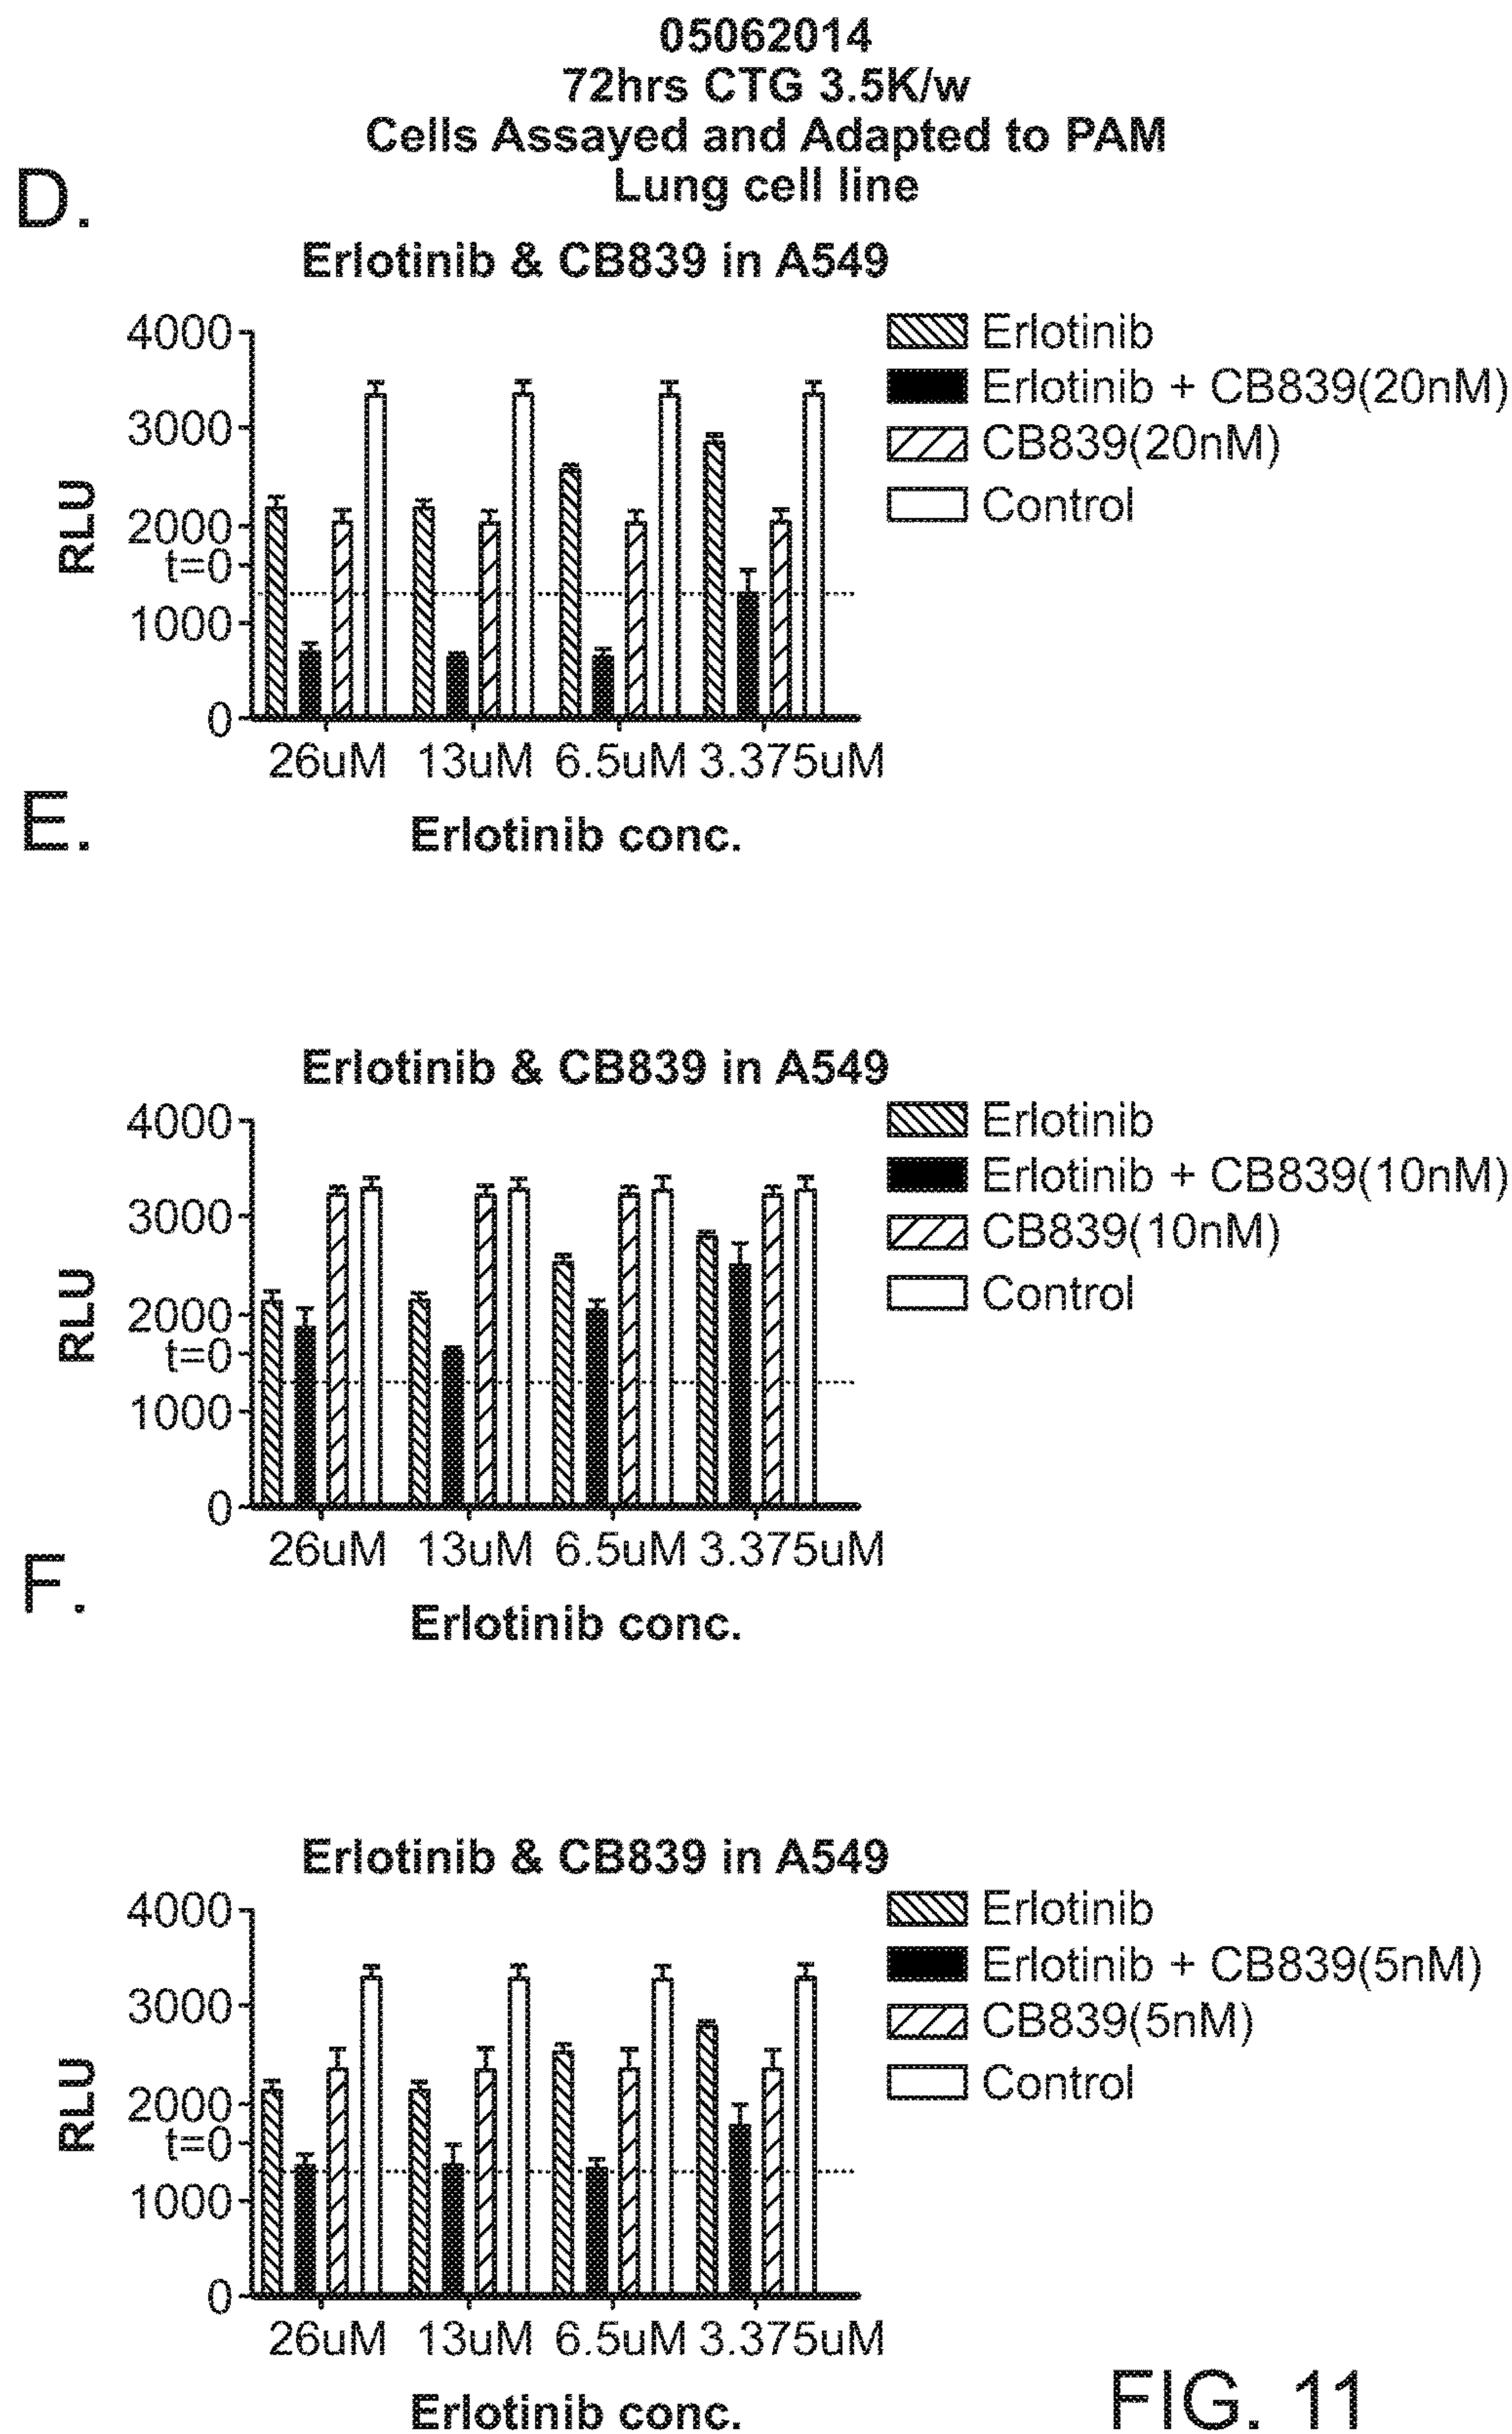 05062014
72hrs CTG 3.5K/w
Cells Assayed and Adapted to PAM
Lung cell line
D.
Erlotinib & CB839 in A549
4000
3000
2000
t=0
1000
0
RLU
Erlotinib
Erlotinib + CB839(20nM)
CB839(20nM)
Control
26uM 13uM 6.5uM 3.375uM
Erlotinib conc.
E.
Erlotinib & CB839 in A549
4000
3000
2000
t=0
1000
0
RLU
Erlotinib
Erlotinib + CB839(10nM)
CB839(10nM)
Control
26uM 13uM 6.5uM 3.375uM
Erlotinib conc.
F.
Erlotinib & CB839 in A549
4000
3000
2000
t=0
1000
0
RLU
Erlotinib
Erlotinib + CB839(5nM)
CB839(5nM)
Control
26uM 13uM 6.5uM 3.375uM
Erlotinib conc.
FIG. 11